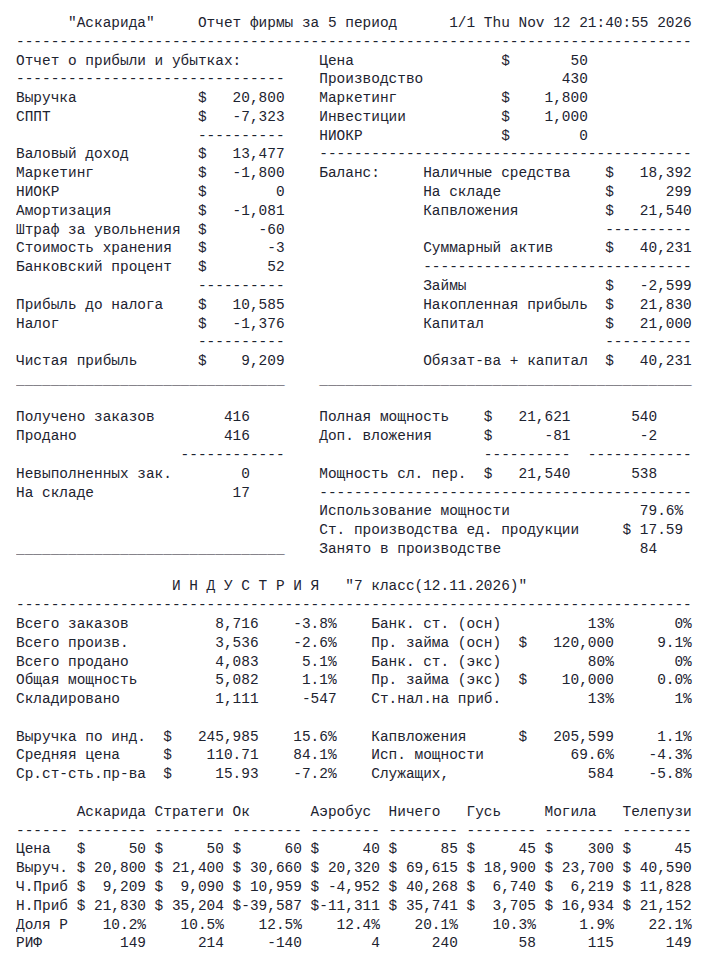 "Аскарида"     Отчет фирмы за 5 период      1/1 Thu Nov 12 21:40:55 2026
------------------------------------------------------------------------------
Отчет о прибыли и убытках:         Цена                 $       50
-------------------------------    Производство                430
Выручка              $   20,800    Маркетинг            $    1,800
СППТ                 $   -7,323    Инвестиции           $    1,000
                     ----------    НИОКР                $        0
Валовый доход        $   13,477    -------------------------------------------
Маркетинг            $   -1,800    Баланс:     Наличные средства    $   18,392
НИОКР                $        0                На складе            $      299
Амортизация          $   -1,081                Капвложения          $   21,540
Штраф за увольнения  $      -60                                     ----------
Стоимость хранения   $       -3                Суммарный актив      $   40,231
Банковский процент   $       52                -------------------------------
                     ----------                Займы                $   -2,599
Прибыль до налога    $   10,585                Накопленная прибыль  $   21,830
Налог                $   -1,376                Капитал              $   21,000
                     ----------                                     ----------
Чистая прибыль       $    9,209                Обязат-ва + капитал  $   40,231
_______________________________    ___________________________________________
Получено заказов        416        Полная мощность    $   21,621       540
Продано                 416        Доп. вложения      $      -81        -2
                   ------------                       ----------  ------------
Невыполненных зак.        0        Мощность сл. пер.  $   21,540       538
На складе                17        -------------------------------------------
                                   Использование мощности               79.6%
                                   Ст. производства ед. продукции     $ 17.59
_______________________________    Занято в производстве                84
                  И Н Д У С Т Р И Я   "7 класс(12.11.2026)"
------------------------------------------------------------------------------
Всего заказов          8,716    -3.8%    Банк. ст. (осн)          13%       0%
Всего произв.          3,536    -2.6%    Пр. займа (осн)  $   120,000     9.1%
Всего продано          4,083     5.1%    Банк. ст. (экс)          80%       0%
Общая мощность         5,082     1.1%    Пр. займа (экс)  $    10,000     0.0%
Складировано           1,111     -547    Ст.нал.на приб.          13%       1%
Выручка по инд.  $   245,985    15.6%    Капвложения      $   205,599     1.1%
Средняя цена     $    110.71    84.1%    Исп. мощности          69.6%    -4.3%
Ср.ст-сть.пр-ва  $     15.93    -7.2%    Служащих,                584    -5.8%
       Аскарида Стратеги Ок       Аэробус  Ничего   Гусь     Могила   Телепузи
------ -------- -------- -------- -------- -------- -------- -------- --------
Цена   $     50 $     50 $     60 $     40 $     85 $     45 $    300 $     45
Выруч. $ 20,800 $ 21,400 $ 30,660 $ 20,320 $ 69,615 $ 18,900 $ 23,700 $ 40,590
Ч.Приб $  9,209 $  9,090 $ 10,959 $ -4,952 $ 40,268 $  6,740 $  6,219 $ 11,828
Н.Приб $ 21,830 $ 35,204 $-39,587 $-11,311 $ 35,741 $  3,705 $ 16,934 $ 21,152
Доля Р    10.2%    10.5%    12.5%    12.4%    20.1%    10.3%     1.9%    22.1%
РИФ         149      214     -140        4      240       58      115      149